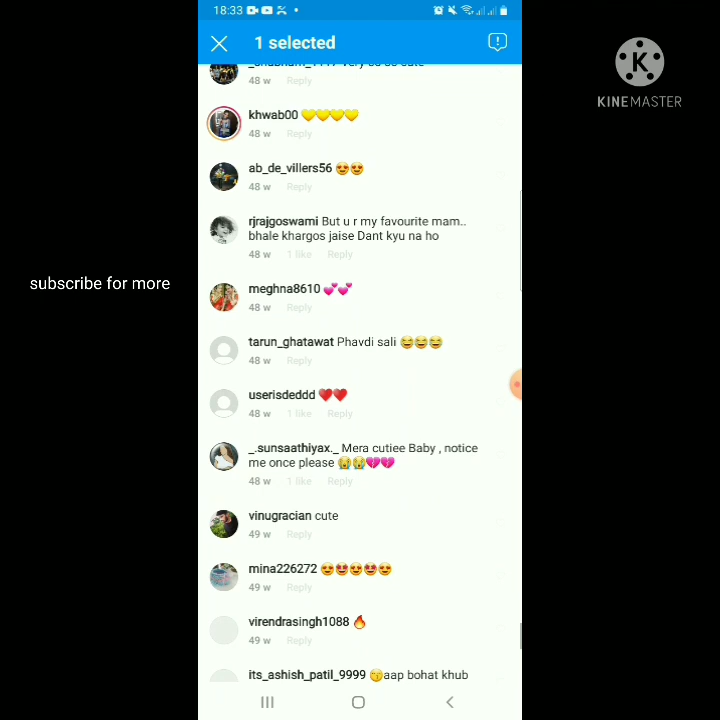 18:33
1 selected
KINEMASTER
48 w Reply
khwab00 💛💛💛💛
48 w Reply
ab_de_villers56 😍😍
48 w Reply
rjrajgoswami But u r my favourite mam..
bhale khargos jaise Dant kyu na ho
48 w 1 like Reply
subscribe for more
meghna8610 💕💕
48 w Reply
tarun_ghatawat Phavdi sali 😂😂😂
48 w Reply
userisdeddd ❤️❤️
48 w 1 like Reply
_.sunsaathiyax._ Mera cutiee Baby , notice
me once please 😭😭💔💔
48 w 1 like Reply
vinugracian cute
49 w Reply
mina226272 😍🤩😍🤩😍
49 w Reply
virendrasingh1088 🔥
49 w Reply
its_ashish_patil_9999 😚aap bohat khub